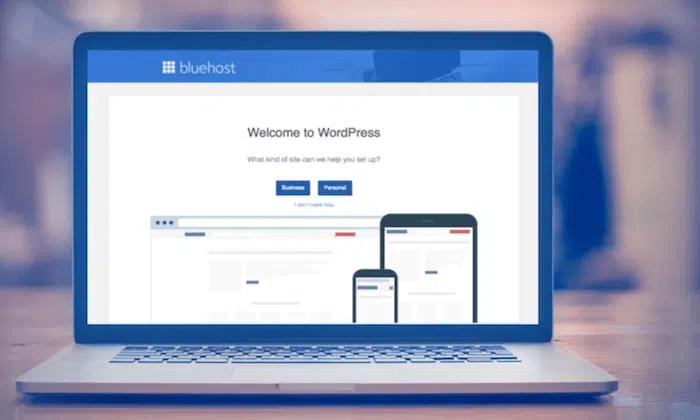 bluehost
Welcome to WordPress
What kind of site can we help you set up?
Business
Personal
I don't need help